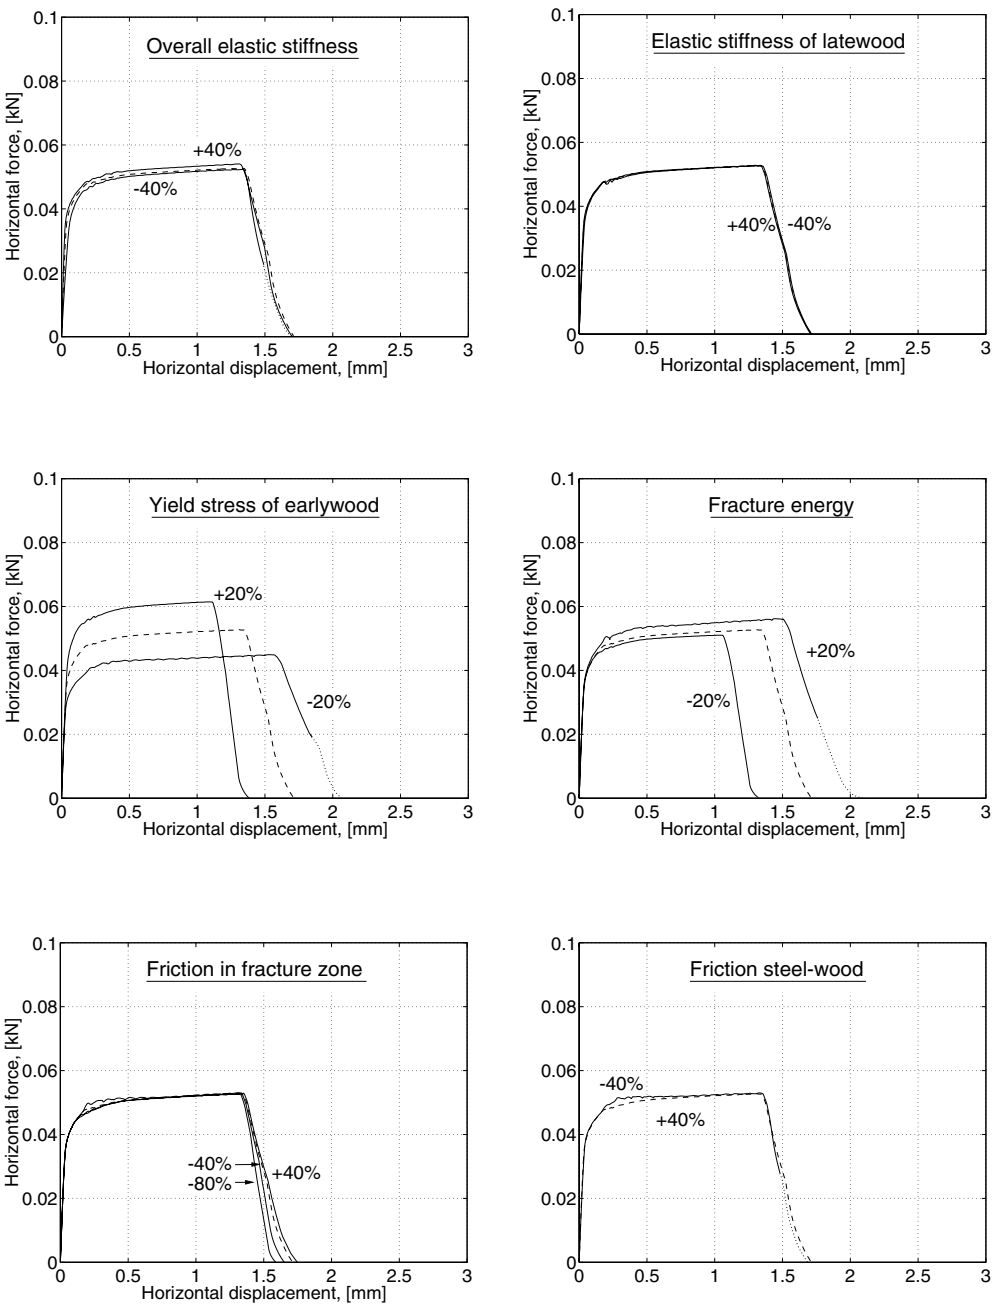 Overall elastic stiffness
Horizontal force, [kN]
0.1
0.08
0.06
0.04
0.02
0
+40%
-40%
0 0.5 1 1.5 2 2.5 3
Horizontal displacement, [mm]
Elastic stiffness of latewood
Horizontal force, [kN]
0.1
0.08
0.06
0.04
0.02
0
+40% -40%
0 0.5 1 1.5 2 2.5 3
Horizontal displacement, [mm]
Yield stress of earlywood
Horizontal force, [kN]
0.1
0.08
0.06
0.04
0.02
0
+20%
-20%
0 0.5 1 1.5 2 2.5 3
Horizontal displacement, [mm]
Fracture energy
Horizontal force, [kN]
0.1
0.08
0.06
0.04
0.02
0
+20%
-20%
0 0.5 1 1.5 2 2.5 3
Horizontal displacement, [mm]
Friction in fracture zone
Horizontal force, [kN]
0.1
0.08
0.06
0.04
0.02
0
-40%
+40%
-80%
0 0.5 1 1.5 2 2.5 3
Horizontal displacement, [mm]
Friction steel-wood
Horizontal force, [kN]
0.1
0.08
0.06
0.04
0.02
0
-40%
+40%
0 0.5 1 1.5 2 2.5 3
Horizontal displacement, [mm]